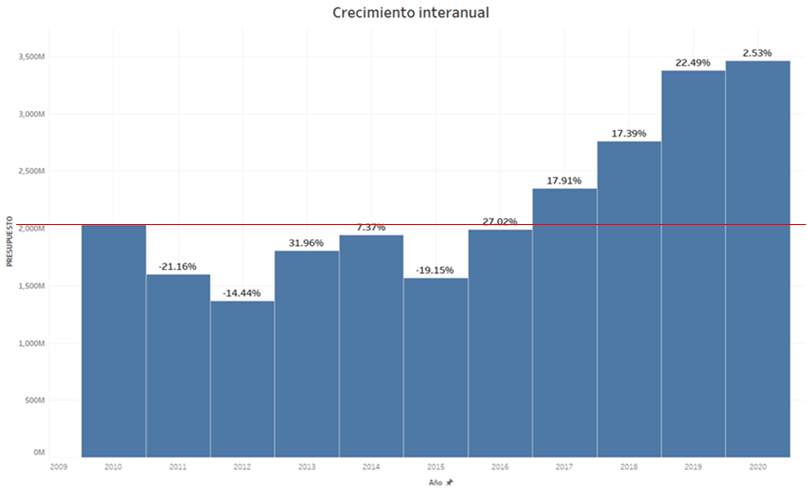 Crecimiento interanual
PRESUPUESTO
3,500M
3,000M
2,500M
2,000M
1,500M
1,000M
500M
0M
-21.16%
-14.44%
31.96%
7.37%
-19.15%
27.02%
17.91%
17.39%
22.49%
2.53%
2009 2010 2011 2012 2013 2014 2015 2016 2017 2018 2019 2020
Año